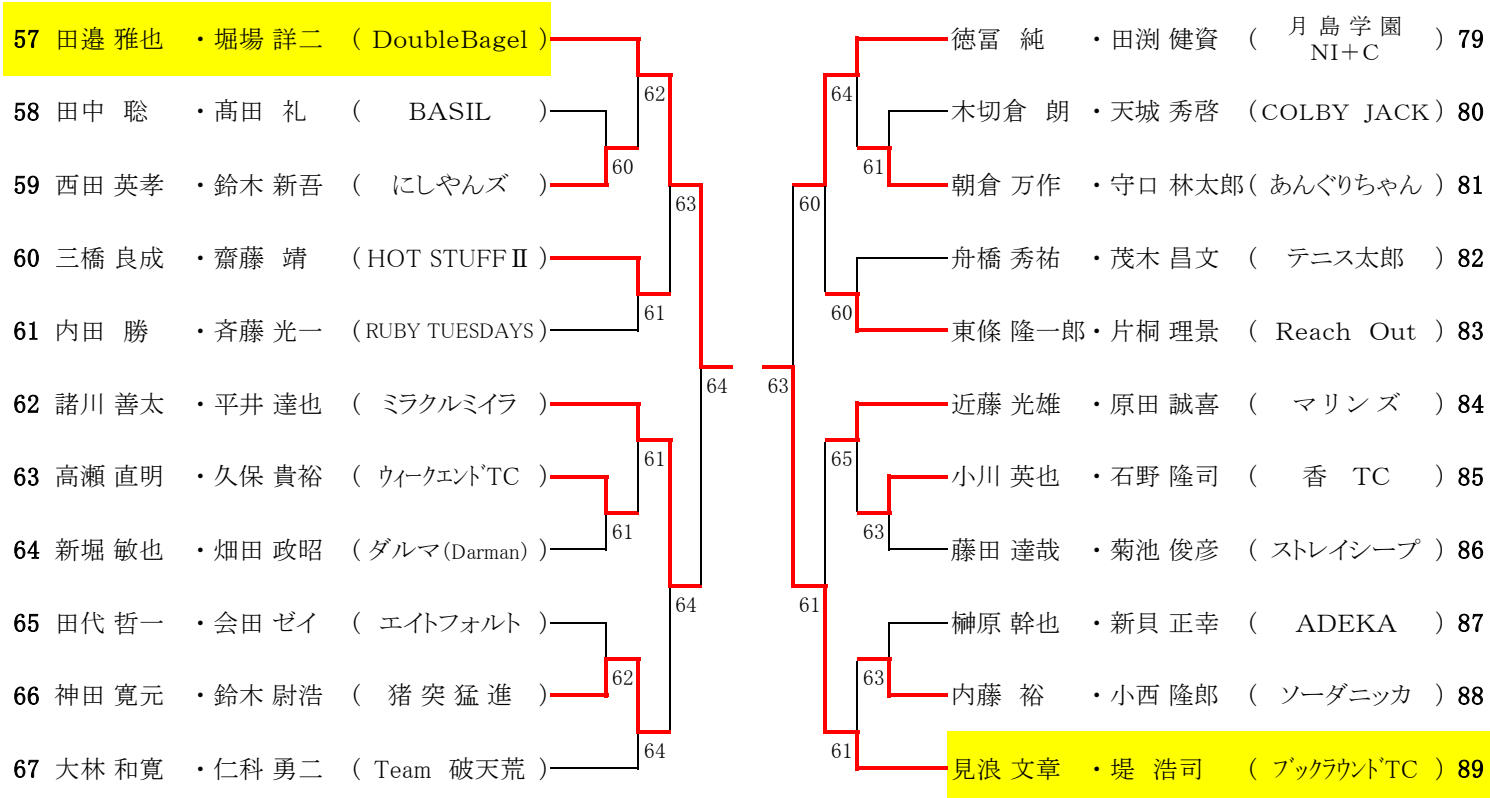 57 田邉 雅也 ・堀場 詳二 ( DoubleBagel )
58 田中 聡 ・髙田 礼 ( BASIL )
59 西田 英孝 ・鈴木 新吾 ( にしやんズ )
60 三橋 良成 ・齋藤 靖 ( HOT STUFFⅡ )
61 内田 勝 ・斉藤 光一 ( RUBY TUESDAYS )
62 諸川 善太 ・平井 達也 ( ミラクルミイラ )
63 高瀬 直明 ・久保 貴裕 ( ウィークエンドTC )
64 新堀 敏也 ・畑田 政昭 ( ダルマ(Darman) )
65 田代 哲一 ・会田 ゼイ ( エイトフォルト )
66 神田 寛元 ・鈴木 尉浩 ( 猪突猛進 )
67 大林 和寛 ・仁科 勇二 ( Team 破天荒 )
62
60
63
61
64
61
61
64
62
64
徳冨 純 ・田渕 健資 ( 月島学園
NI+C ) 79
木切倉 朗 ・天城 秀啓 ( COLBY JACK ) 80
朝倉 万作 ・守口 林太郎 ( あんぐりちゃん ) 81
舟橋 秀祐 ・茂木 昌文 ( テニス太郎 ) 82
東條 隆一郎・片桐 理景 ( Reach Out ) 83
近藤 光雄 ・原田 誠喜 ( マリンズ ) 84
小川 英也 ・石野 隆司 ( 香 TC ) 85
藤田 達哉 ・菊池 俊彦 ( ストレイシープ ) 86
榊原 幹也 ・新貝 正幸 ( ADEKA ) 87
内藤 裕 ・小西 隆郎 ( ソーダニッカ ) 88
見浪 文章 ・堤 浩司 ( ブックラウンドTC ) 89
64
61
60
60
63
65
63
61
63
61